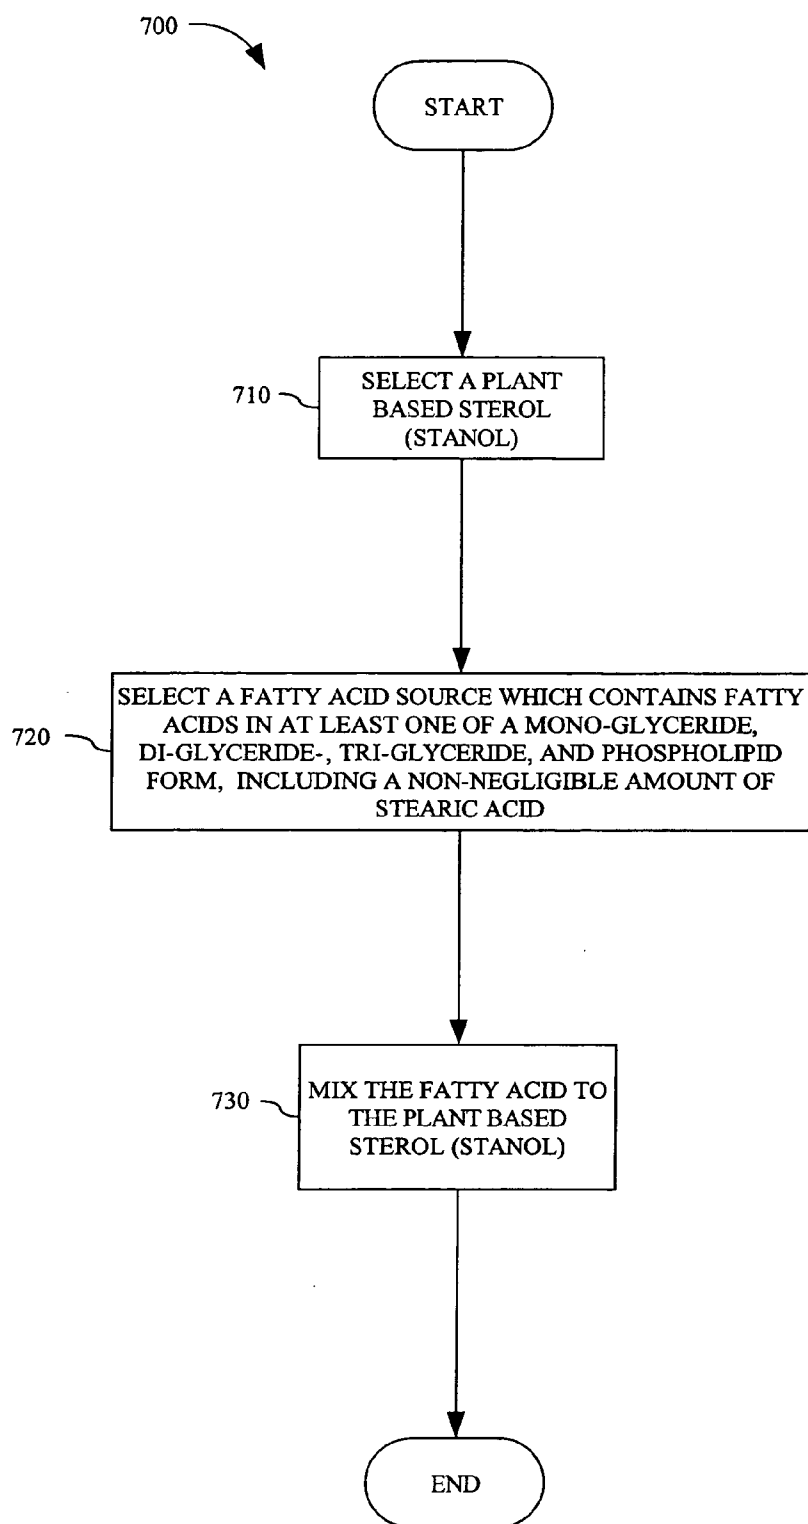 700
START
710
SELECT A PLANT
BASED STEROL
(STANOL)
720
SELECT A FATTY ACID SOURCE WHICH CONTAINS FATTY
ACIDS IN AT LEAST ONE OF A MONO-GLYCERIDE,
DI-GLYCERIDE-, TRI-GLYCERIDE, AND PHOSPHOLIPID
FORM, INCLUDING A NON-NEGLIGIBLE AMOUNT OF
STEARIC ACID
730
MIX THE FATTY ACID TO
THE PLANT BASED
STEROL (STANOL)
END